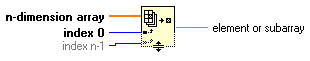 n-dimension array
index 0
index n-1
element or subarray